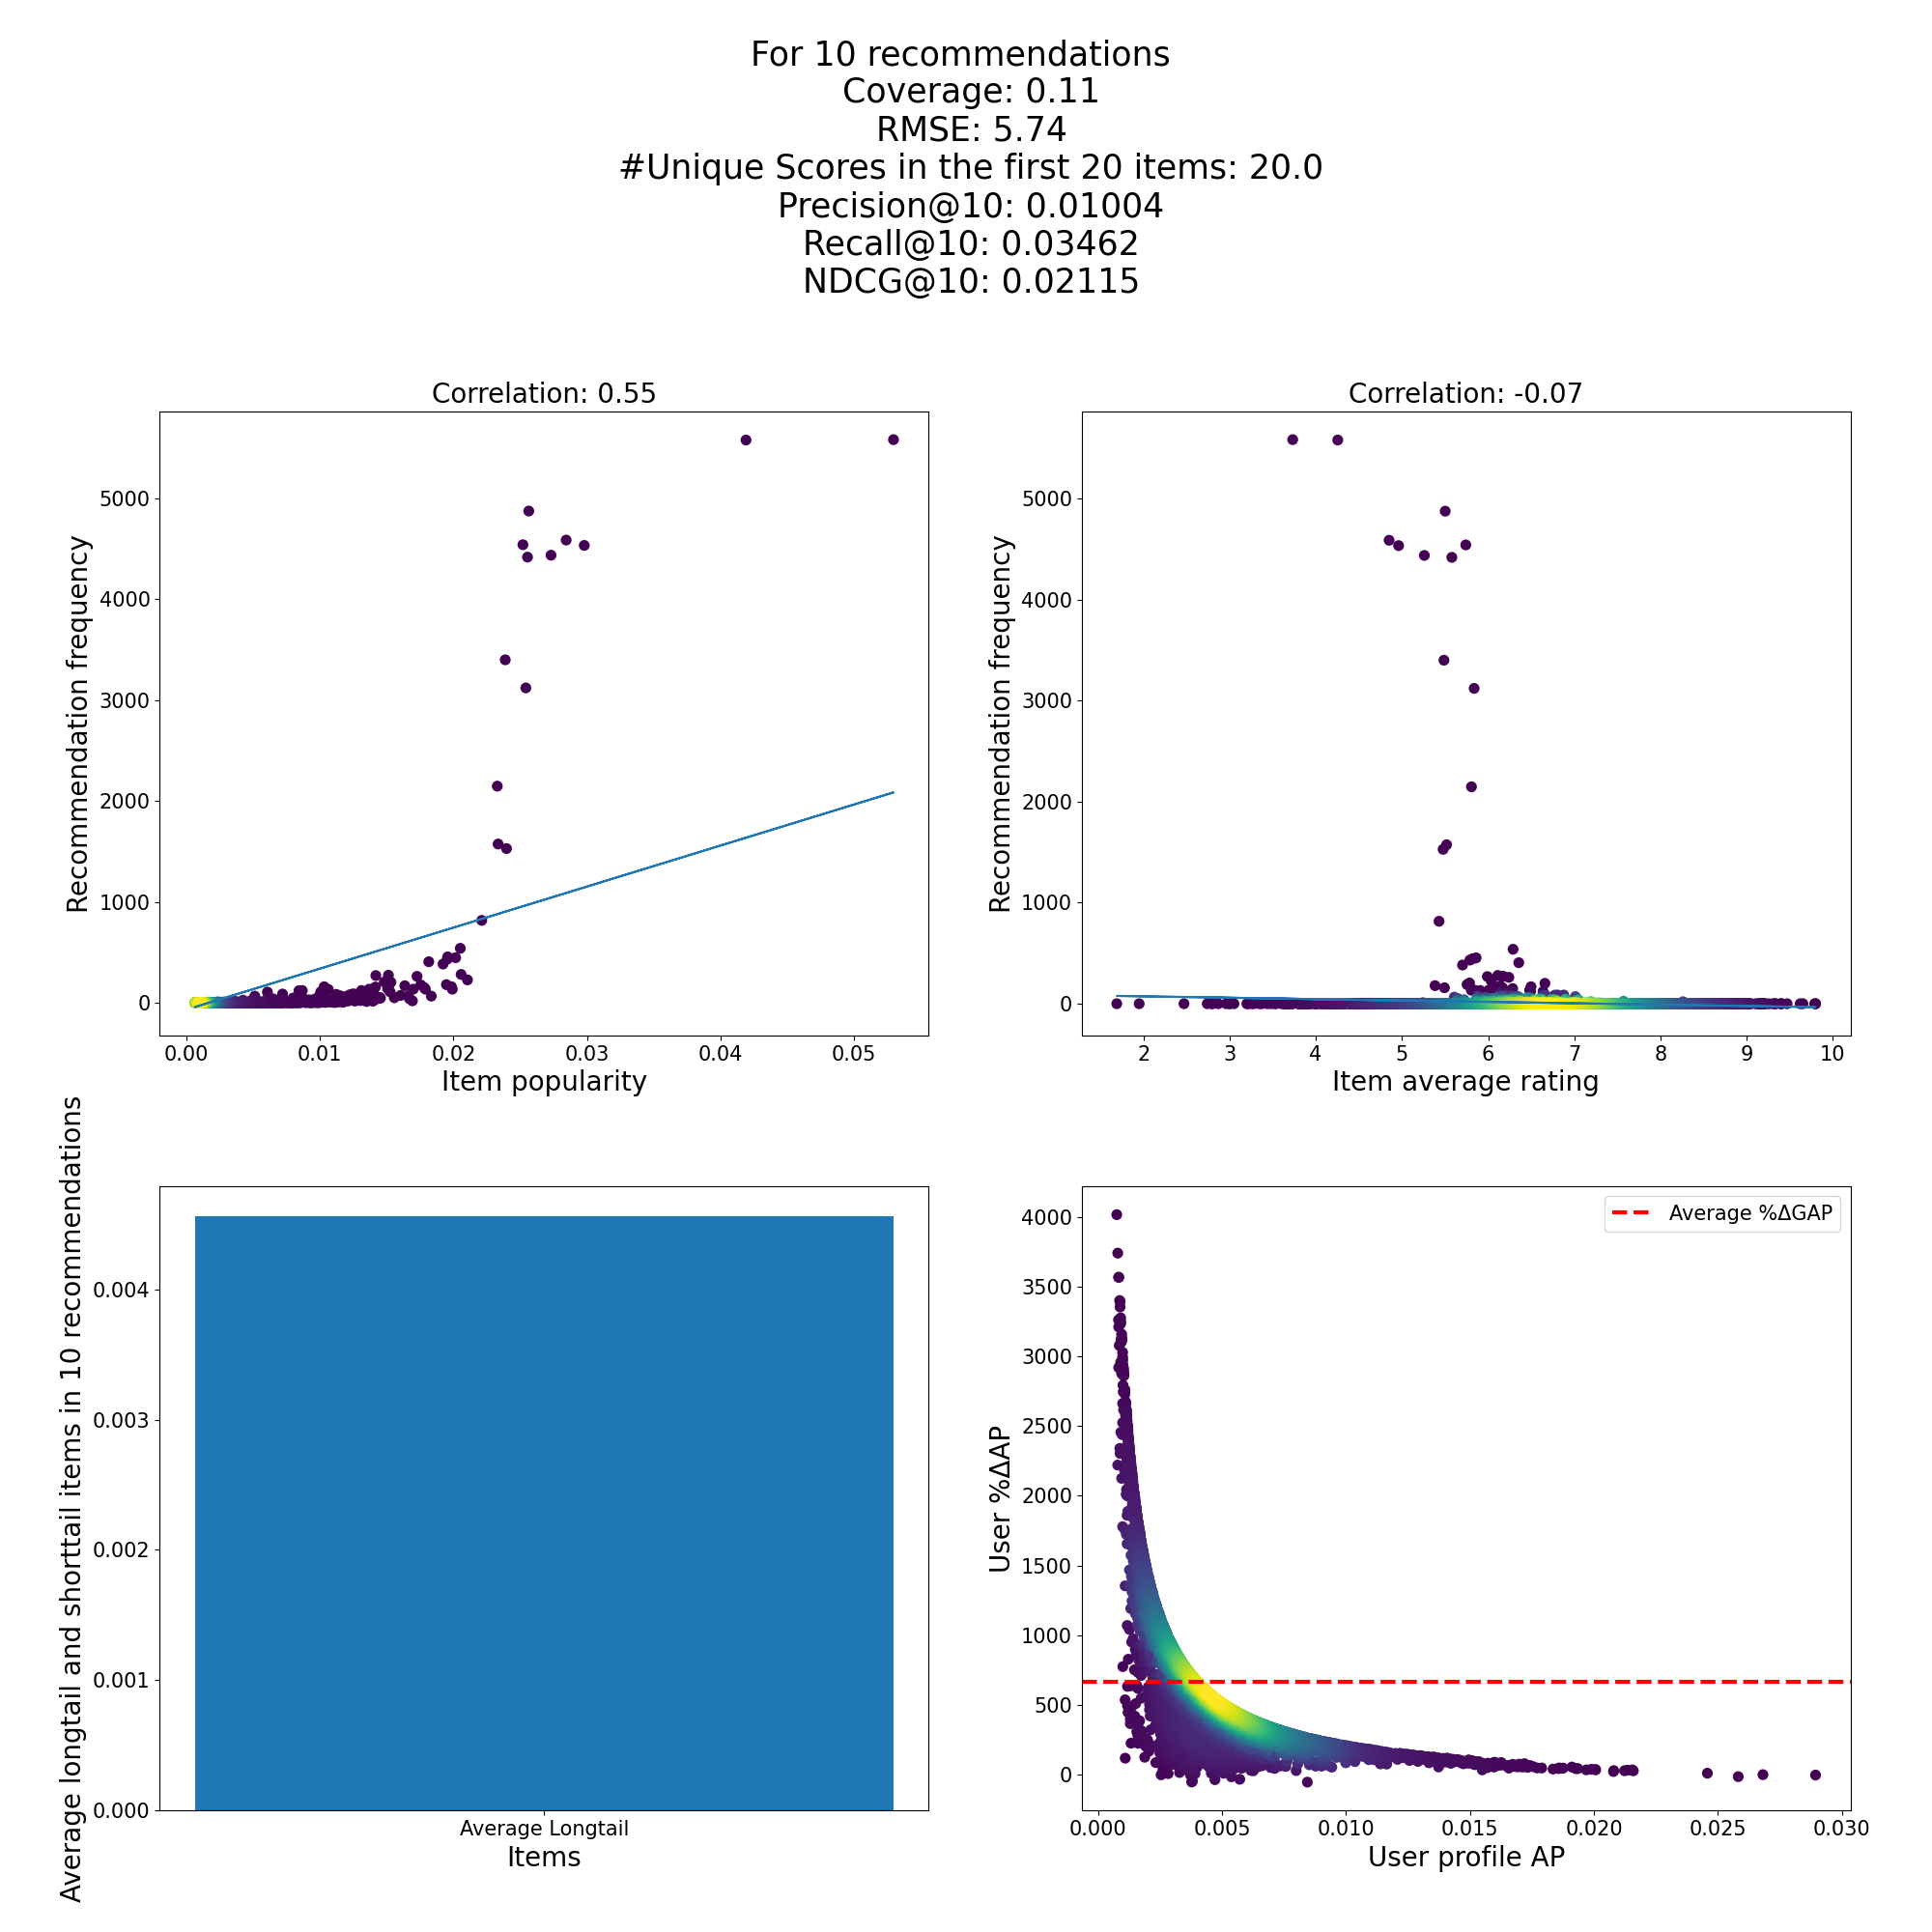 For 10 recommendations
Coverage: 0.11
RMSE: 5.74
#Unique Scores in the first 20 items: 20.0
Precision@10: 0.01004
Recall@10: 0.03462
NDCG@10: 0.02115
Correlation: 0.55
Recommendation frequency
5000
4000
3000
2000
1000
0
0.00 0.01 0.02 0.03 0.04 0.05
Item popularity
Correlation: -0.07
Recommendation frequency
5000
4000
3000
2000
1000
0
2 3 4 5 6 7 8 9 10
Item average rating
Average longtail and shorttail items in 10 recommendations
0.004
0.003
0.002
0.001
0.000
Average Longtail
Items
Average %ΔGAP
User %ΔAP
4000
3500
3000
2500
2000
1500
1000
500
0
0.000 0.005 0.010 0.015 0.020 0.025 0.030
User profile AP